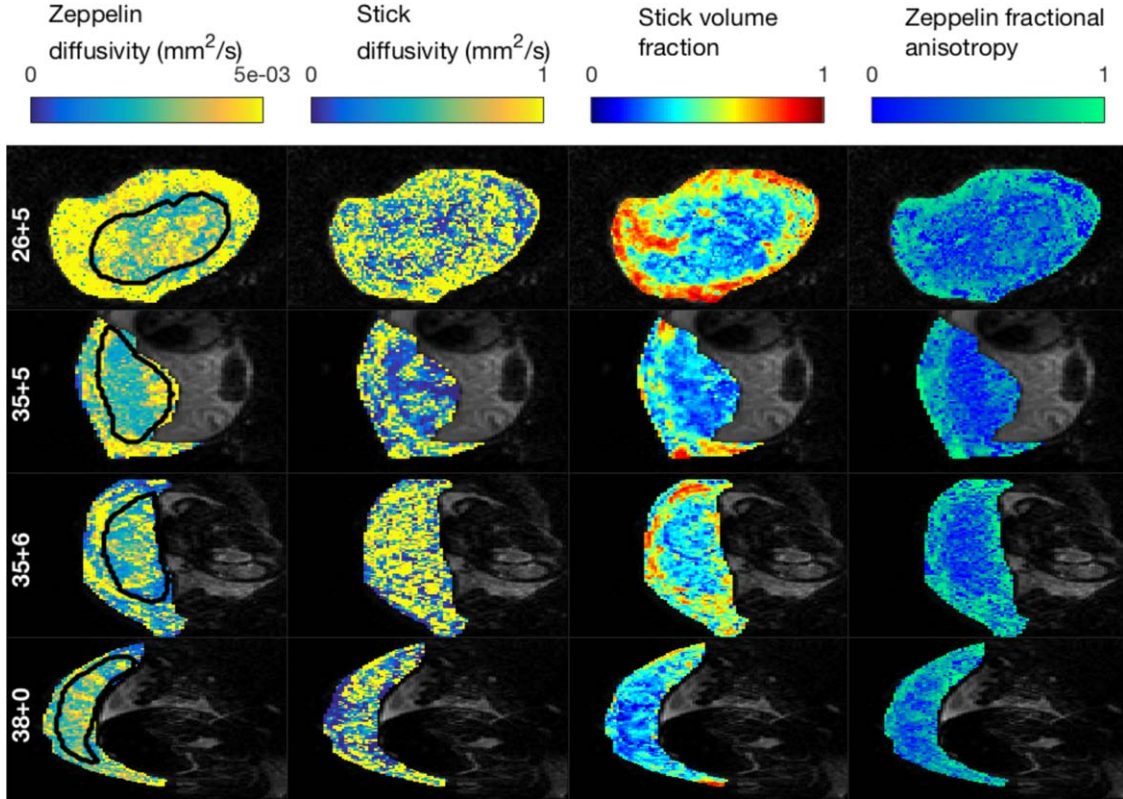 Zeppelin
diffusivity (mm²/s)
0 5e-03
Stick
diffusivity (mm²/s)
0 1
Stick volume
fraction
0 1
Zeppelin fractional
anisotropy
0 1
26+5
35+5
35+6
38+0